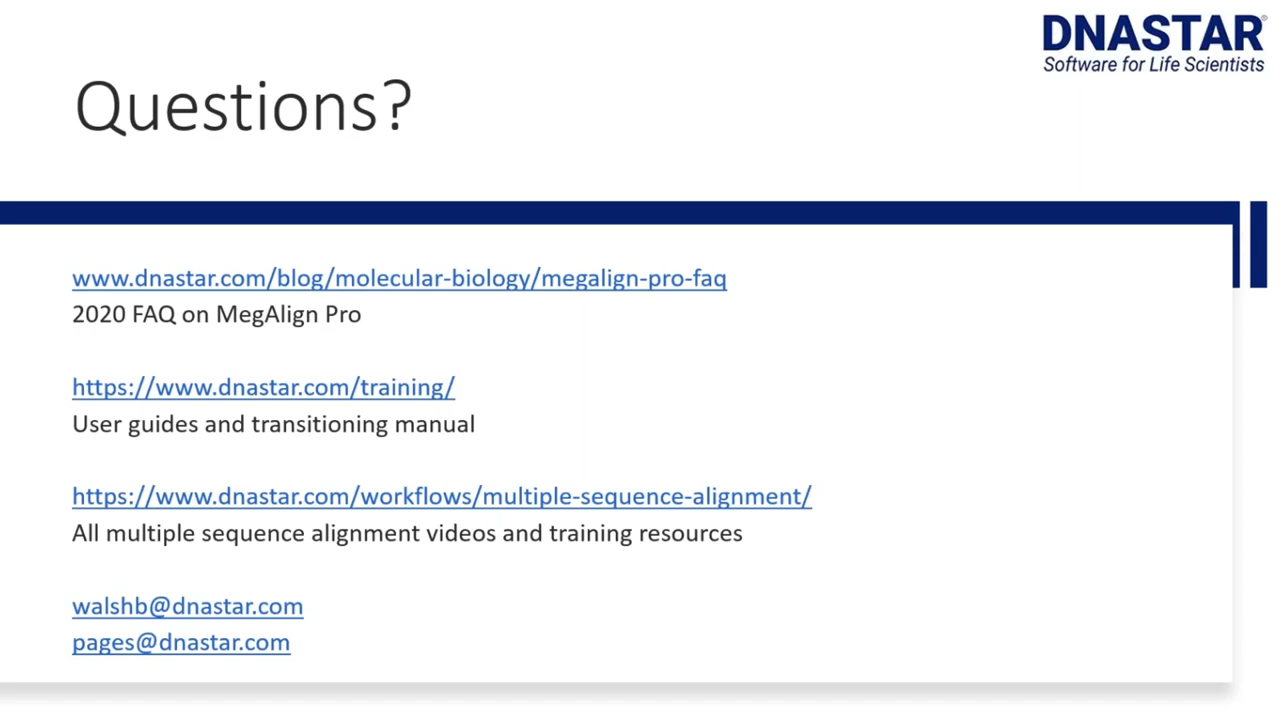 DNASTAR®
Software for Life Scientists
Questions?
www.dnastar.com/blog/molecular-biology/megalign-pro-faq
2020 FAQ on MegAlign Pro
https://www.dnastar.com/training/
User guides and transitioning manual
https://www.dnastar.com/workflows/multiple-sequence-alignment/
All multiple sequence alignment videos and training resources
walshb@dnastar.com
pages@dnastar.com